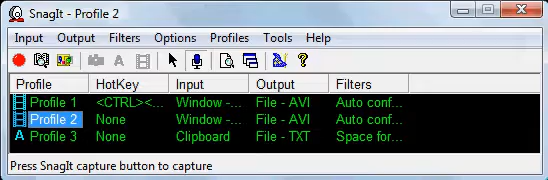 SnagIt - Profile 2
Input Output Filters Options Profiles Tools Help
Profile HotKey Input Output Filters
Profile 1 <CTRL><... Window -... File - AVI Auto conf...
Profile 2 None Window -... File - AVI Auto conf...
Profile 3 None Clipboard File - TXT Space for...
Press SnagIt capture button to capture